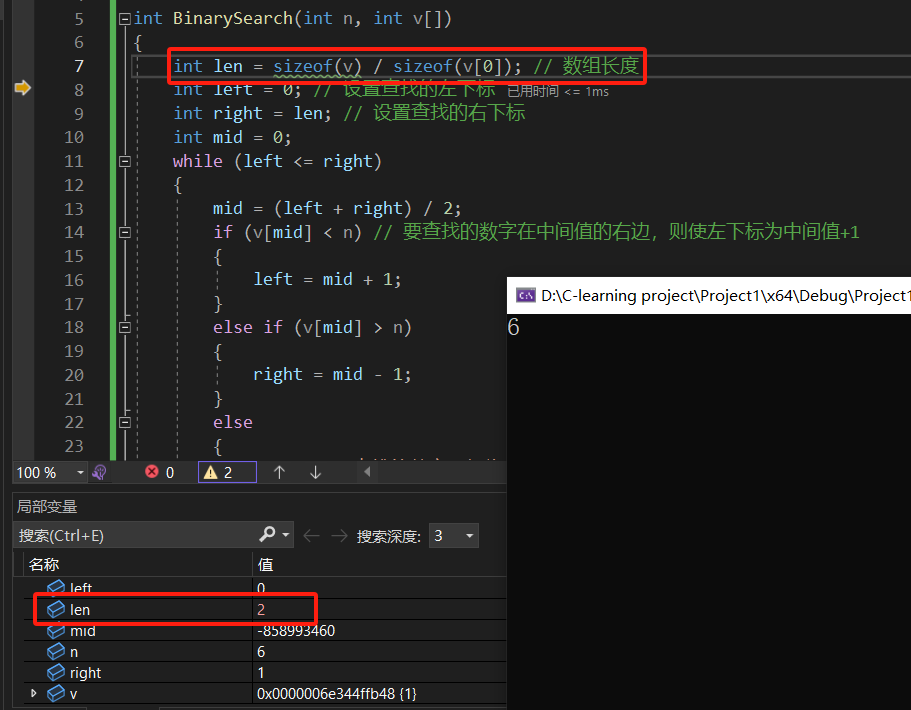 5 int BinarySearch(int n, int v[])
6 {
7 int len = sizeof(v) / sizeof(v[0]); // 数组长度
8 int left = 0; // 设置查找的左下标 已用时间 <= 1ms
9 int right = len; // 设置查找的右下标
10 int mid = 0;
11 while (left <= right)
12 {
13 mid = (left + right) / 2;
14 if (v[mid] < n) // 要查找的数字在中间值的右边，则使左下标为中间值+1
15 {
16 left = mid + 1;
17 }
18 else if (v[mid] > n)
19 {
20 right = mid - 1;
21 }
22 else
23 {
D:\C-learning project\Project1\x64\Debug\Project1
6
100 % 0 2
局部变量
搜索(Ctrl+E) 搜索深度: 3
名称 值
left 0
len 2
mid -858993460
n 6
right 1
v 0x0000006e344ffb48 {1}